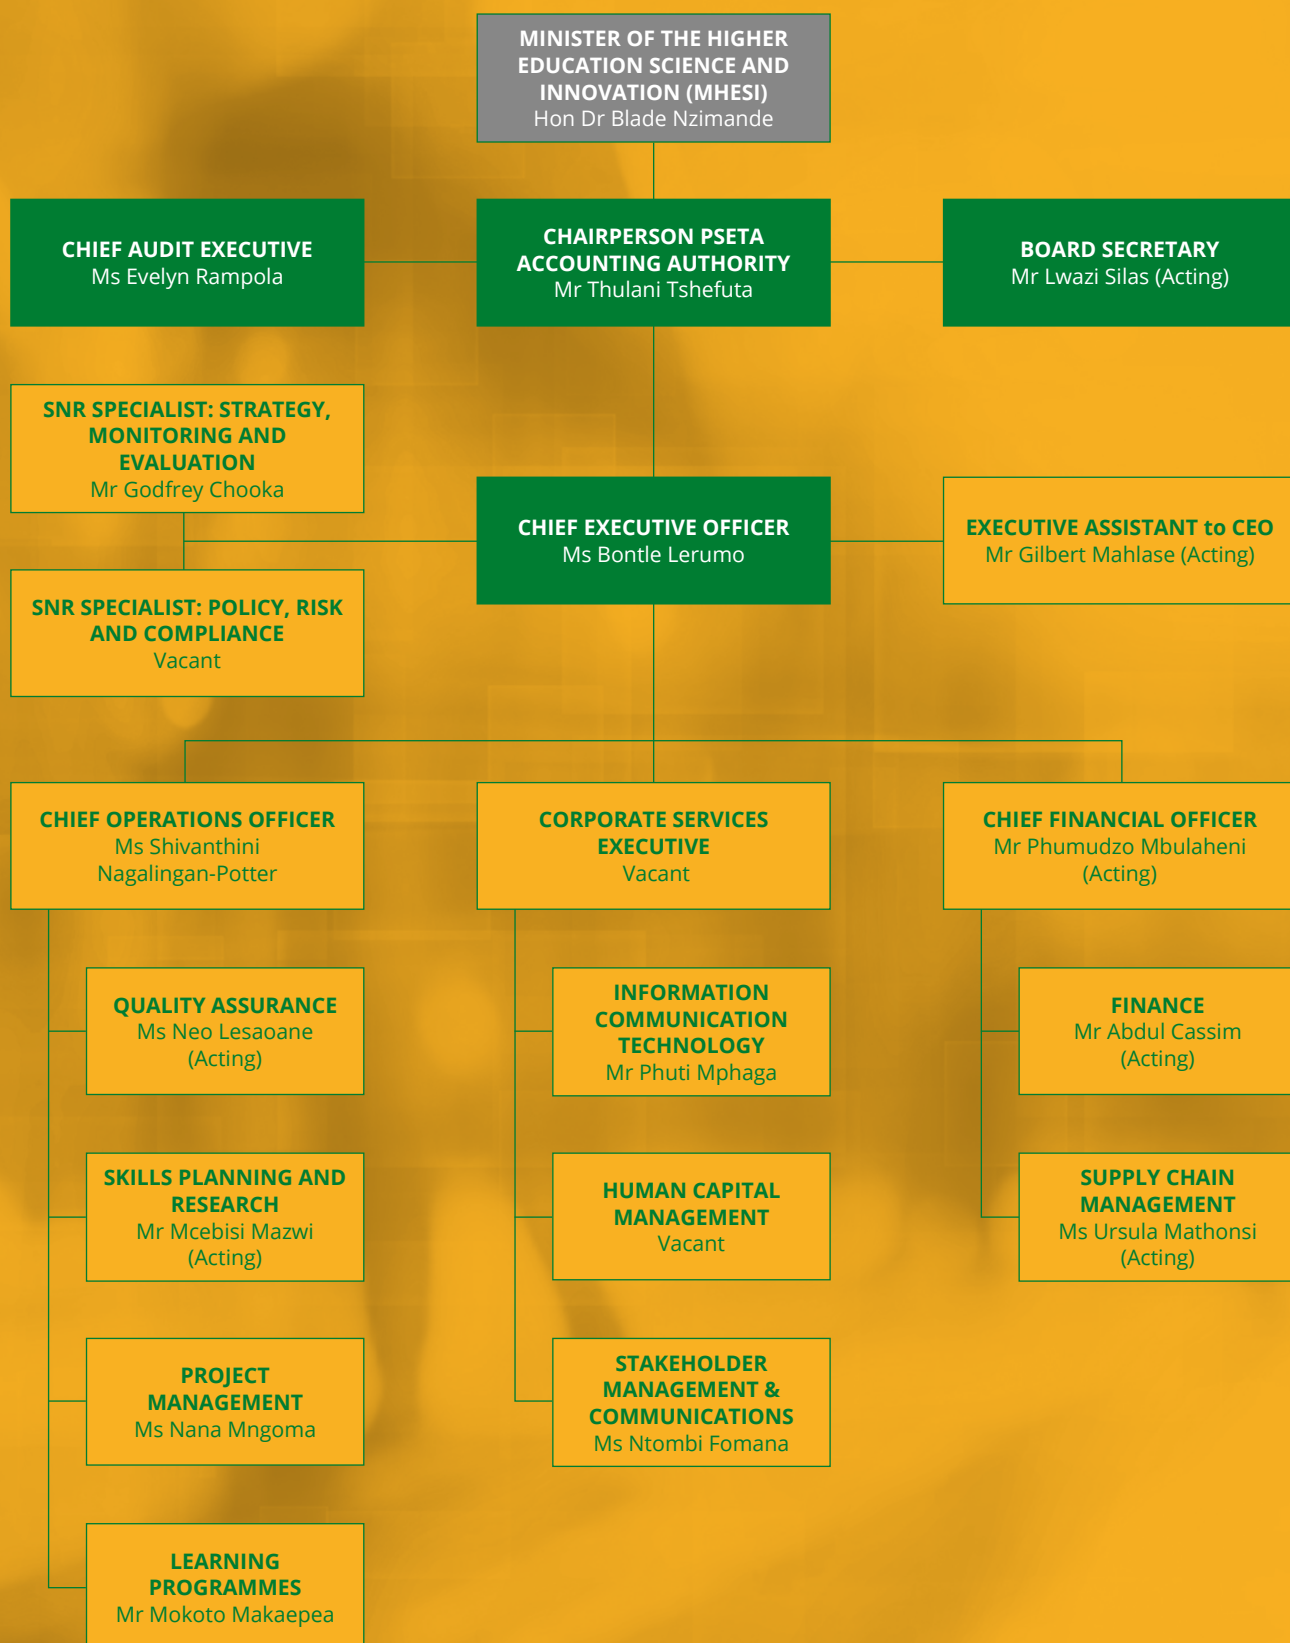 MINISTER OF THE HIGHER
EDUCATION SCIENCE AND
INNOVATION (MHESI)
Hon Dr Blade Nzimande
CHIEF AUDIT EXECUTIVE
Ms Evelyn Rampola
CHAIRPERSON PSETA
ACCOUNTING AUTHORITY
Mr Thulani Tshefuta
BOARD SECRETARY
Mr Lwazi Silas (Acting)
SNR SPECIALIST: STRATEGY,
MONITORING AND
EVALUATION
Mr Godfrey Chooka
CHIEF EXECUTIVE OFFICER
Ms Bontle Lerumo
EXECUTIVE ASSISTANT to CEO
Mr Gilbert Mahlase (Acting)
SNR SPECIALIST: POLICY, RISK
AND COMPLIANCE
Vacant
CHIEF OPERATIONS OFFICER
Ms Shivanthini
Nagalingan-Potter
CORPORATE SERVICES
EXECUTIVE
Vacant
CHIEF FINANCIAL OFFICER
Mr Phumudzo Mbulaheni
(Acting)
QUALITY ASSURANCE
Ms Neo Lesaoane
(Acting)
INFORMATION
COMMUNICATION
TECHNOLOGY
Mr Phuti Mphaga
FINANCE
Mr Abdul Cassim
(Acting)
SKILLS PLANNING AND
RESEARCH
Mr Mcebisi Mazwi
(Acting)
HUMAN CAPITAL
MANAGEMENT
Vacant
SUPPLY CHAIN
MANAGEMENT
Ms Ursula Mathonsi
(Acting)
PROJECT
MANAGEMENT
Ms Nana Mngoma
STAKEHOLDER
MANAGEMENT &
COMMUNICATIONS
Ms Ntombi Fomana
LEARNING
PROGRAMMES
Mr Mokoto Makaepea